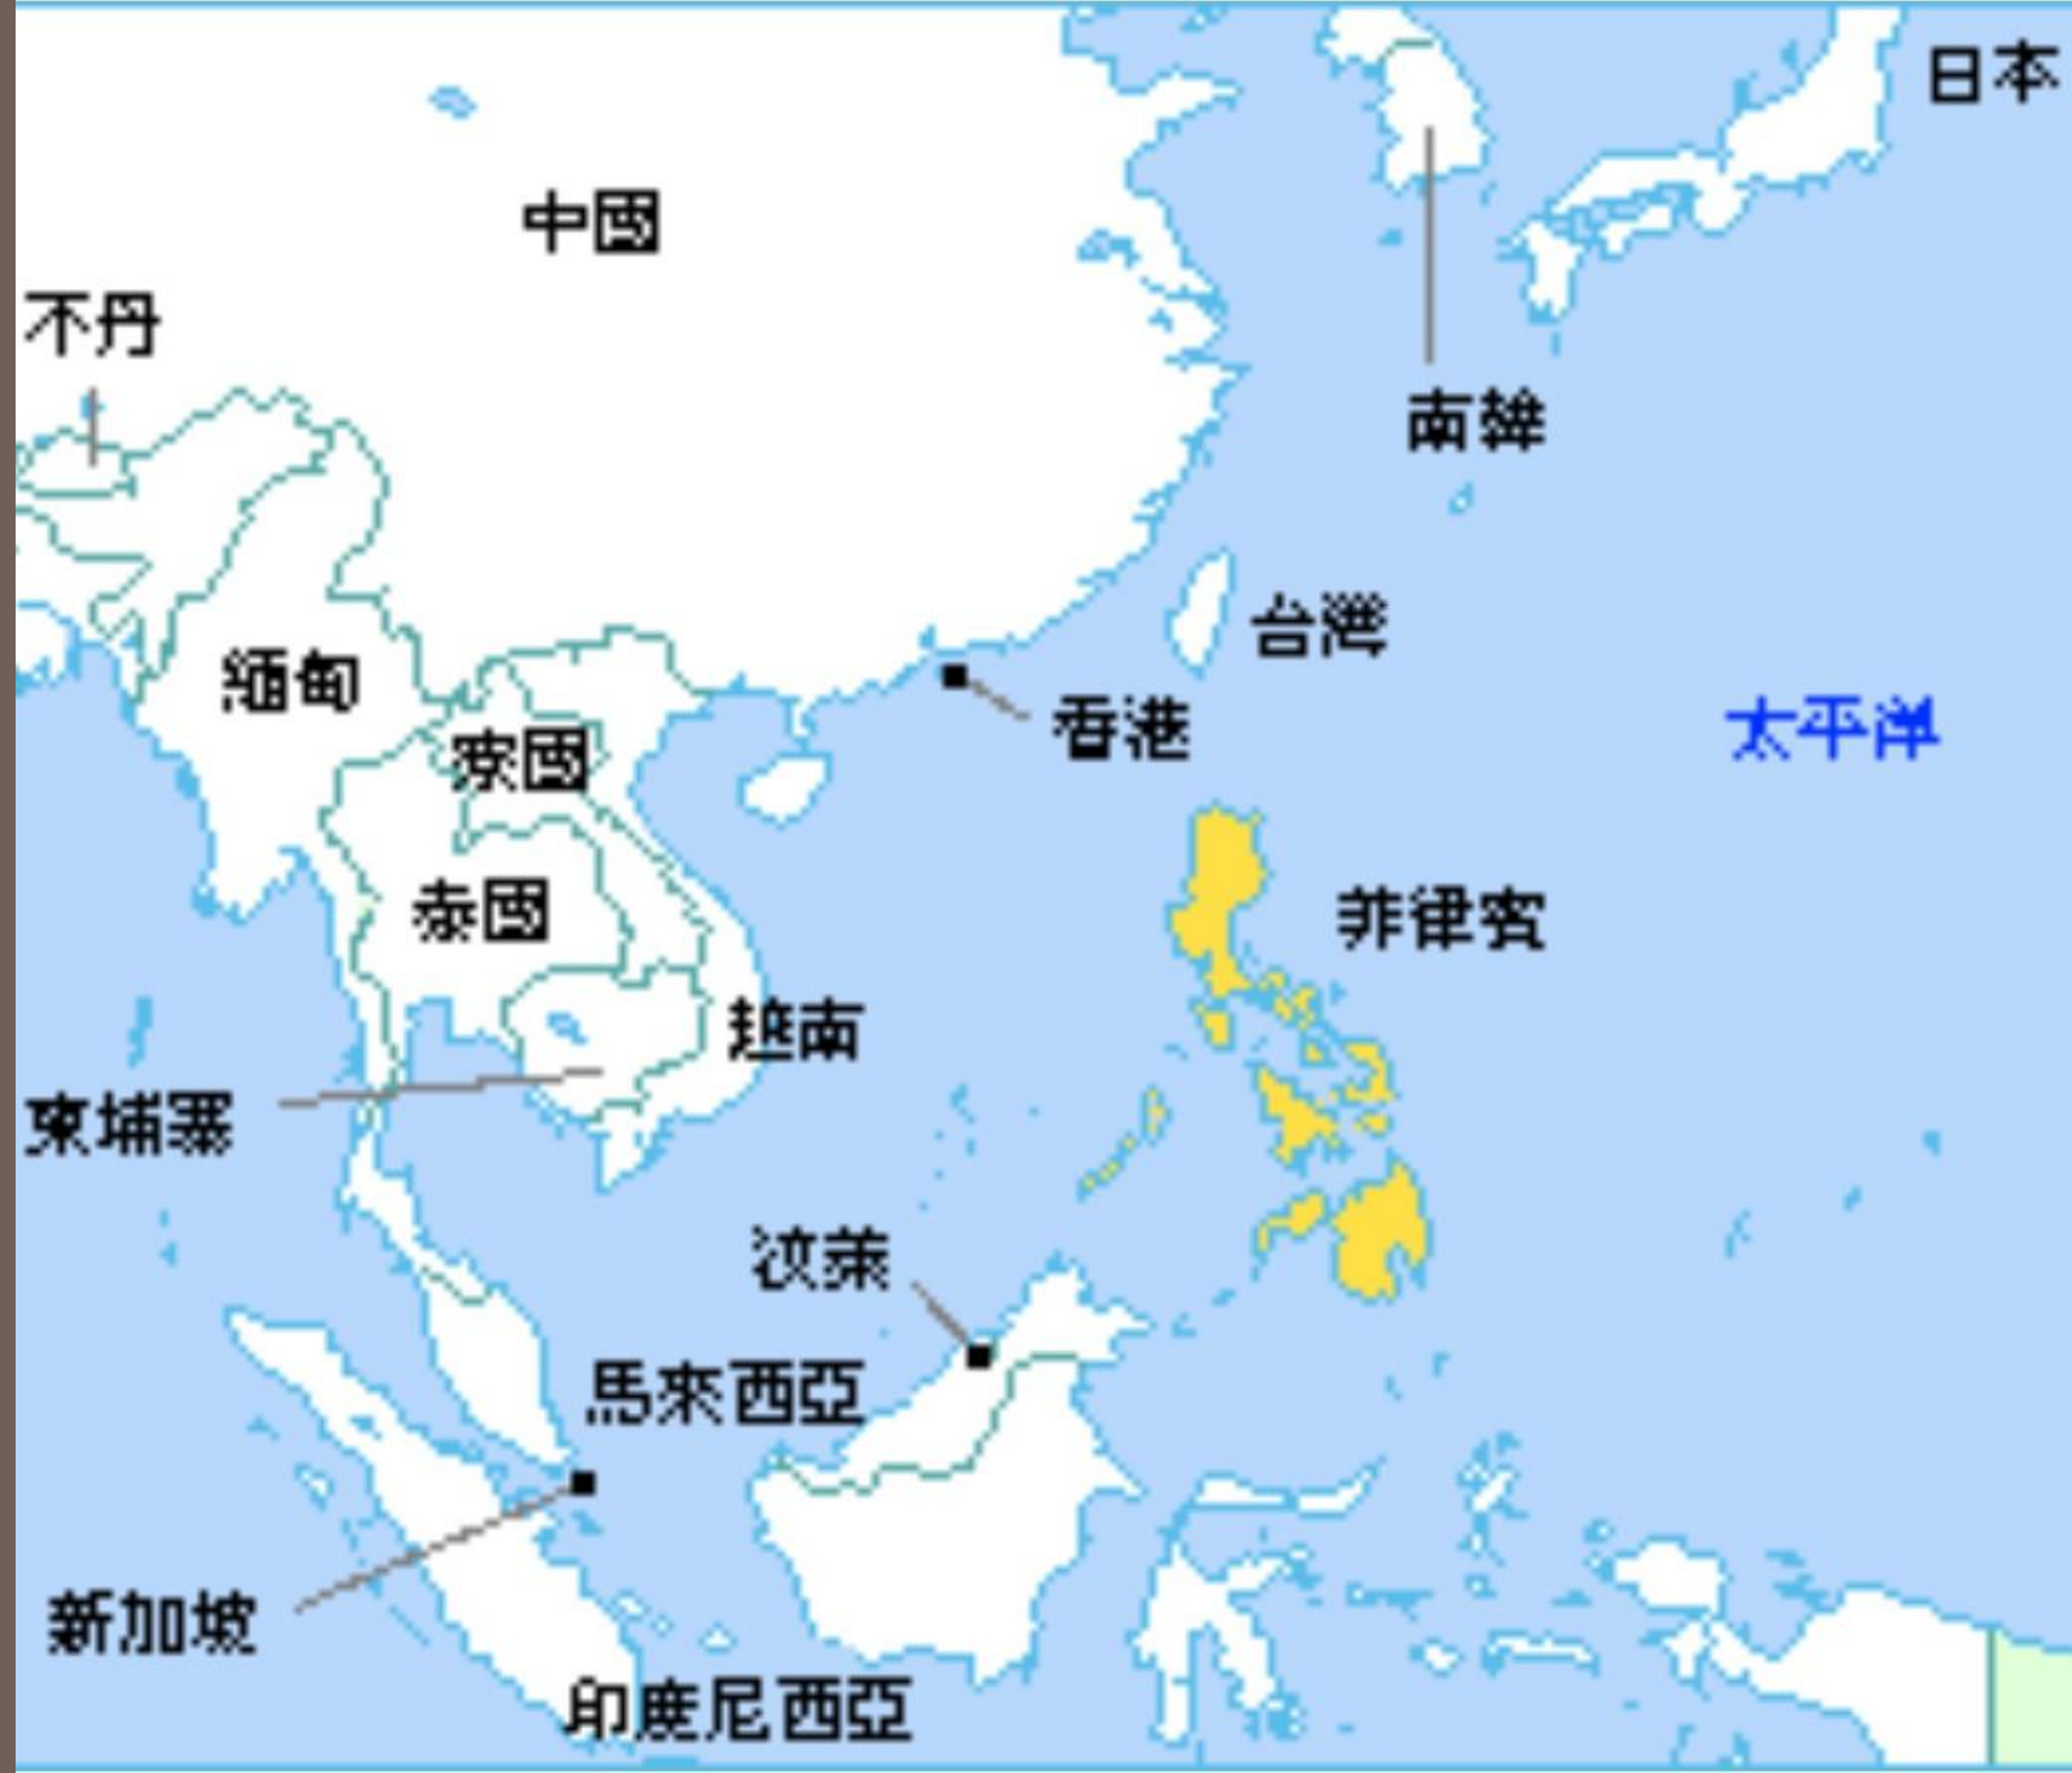 日本
中國
不丹
南韓
台灣
緬甸
香港
太平洋
寮國
泰國
菲律賓
越南
柬埔寨
汶萊
馬來西亞
新加坡
印度尼西亞